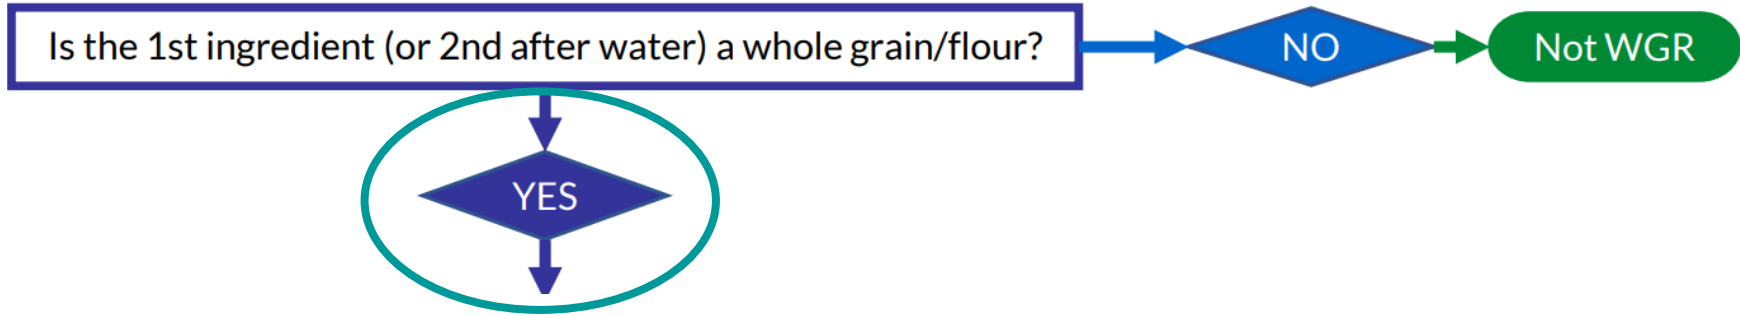 Is the 1st ingredient (or 2nd after water) a whole grain/flour?
NO
Not WGR
YES